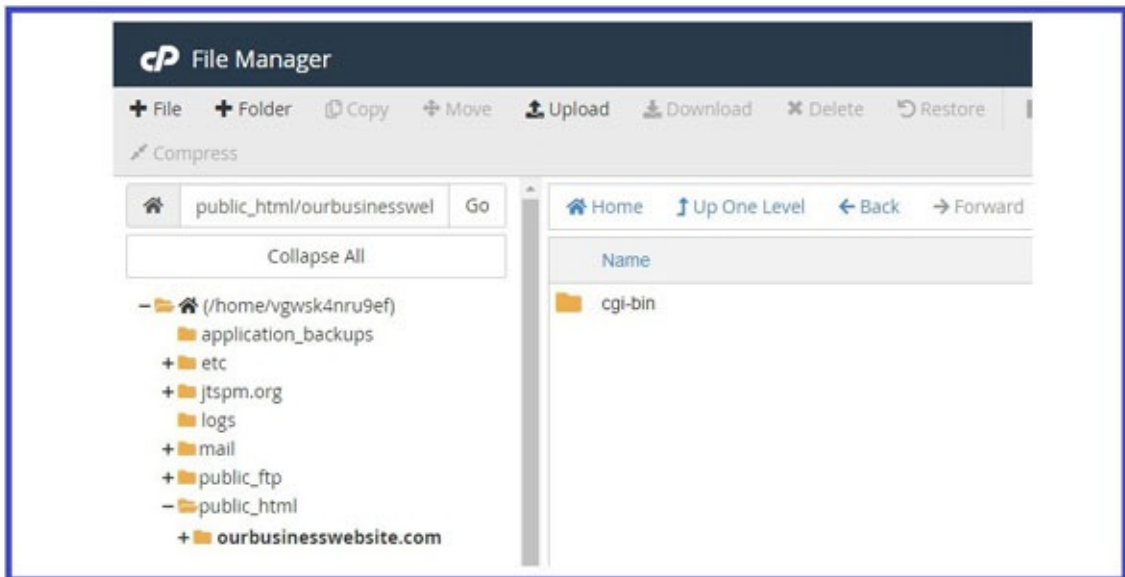 cP File Manager
File Folder Copy Move Upload Download Delete Restore
Compress
public_html/ourbusinesswel Go
Collapse All
(/home/vgwsk4nru9ef)
application_backups
etc
jtspm.org
logs
mail
public_ftp
public_html
ourbusinesswebsite.com
Home Up One Level Back Forward
Name
cgi-bin